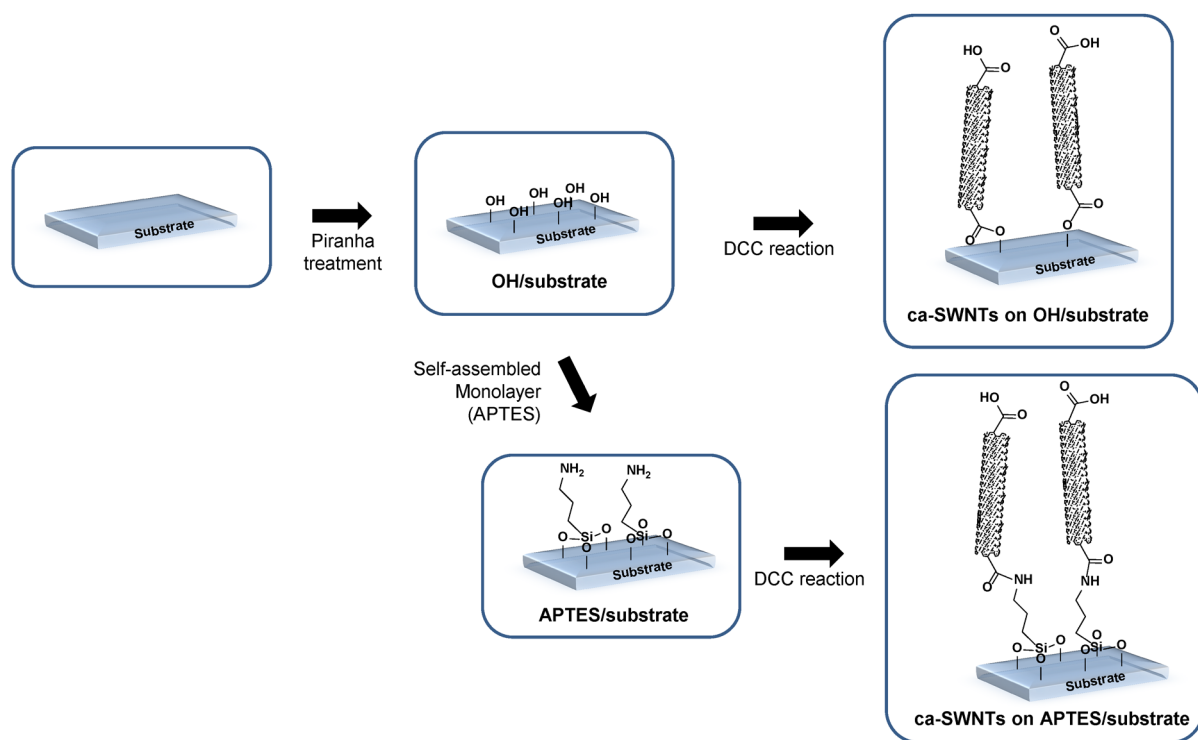 Substrate
Piranha
treatment
OH
OH
OH
OH
OH
OH
Substrate
OH/substrate
DCC reaction
HO
O
O
OH
O
O
O
O
Substrate
ca-SWNTs on OH/substrate
Self-assembled
Monolayer
(APTES)
NH2
NH2
O
Si
O
O
O
O
Si
O
Substrate
APTES/substrate
DCC reaction
HO
O
O
OH
O
NH
O
NH
O
Si
O
O
O
O
Si
O
Substrate
ca-SWNTs on APTES/substrate